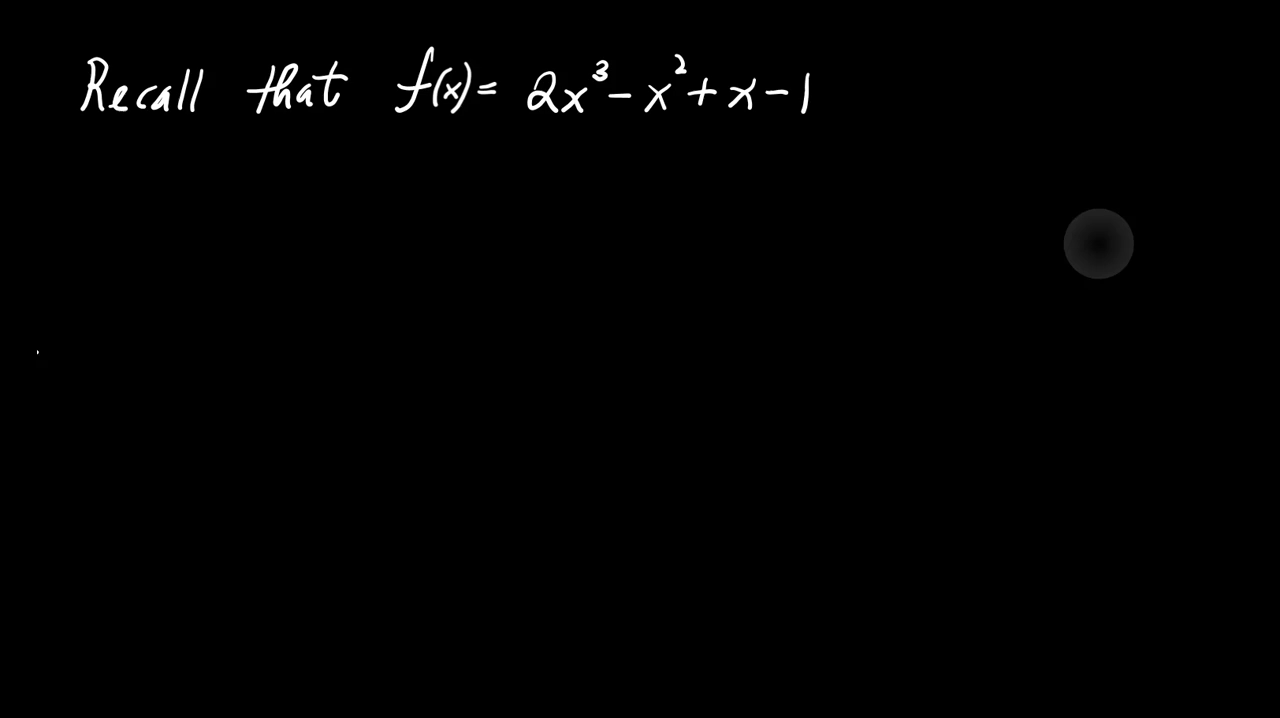 Recall that f(x) = 2x³ - x² + x - 1